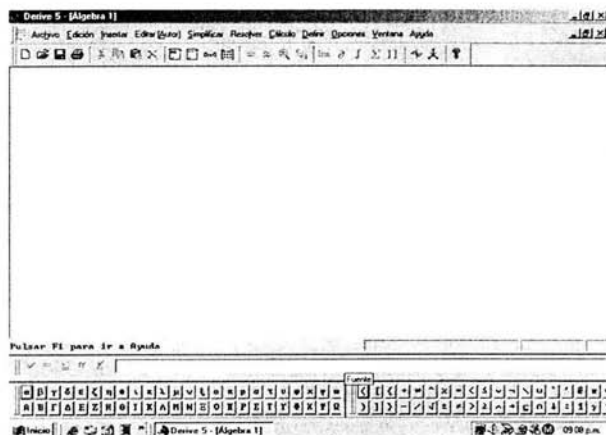 Derive 5 - [Algebra 1]
Archivo Edición Insertar Editar [Autor] Simplificar Resolver Cálculo Definir Opciones Ventana Ayuda
Pulsar F1 para ir a Ayuda
Fuente
α β γ δ ε ζ η θ ι κ λ μ ν ξ ο π ρ σ τ υ φ χ ψ ω
Α Β Γ Δ Ε Ζ Η Θ Ι Κ Λ Μ Ν Ξ Ο Π Ρ Σ Τ Υ Φ Χ Ψ Ω
Inicio Derive 5 - [Algebra 1] 09:00 p.m.